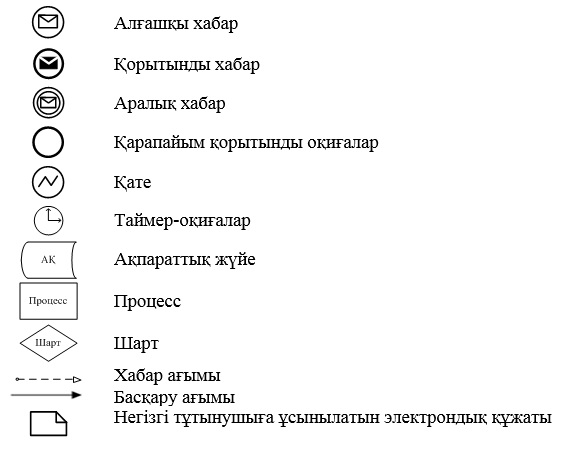 Алғашқы хабар
Қорытынды хабар
Аралық хабар
Қарапайым қорытынды оқиғалар
Қате
Таймер-оқиғалар
АҚ Ақпараттық жүйе
Процесс Процесс
Шарт Шарт
Хабар ағымы
Басқару ағымы
Негізгі тұтынушыға ұсынылатын электрондық құжаты